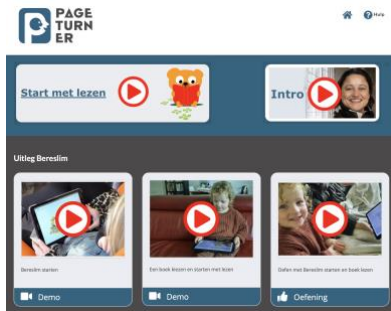 PAGE
TURN
ER
Help
Start met lezen
Intro
Uitleg Bereslim
Bereslim starten
Een boek kiezen en starten met lezen
Oefen met Bereslim starten en boek lezen
Demo
Demo
Oefening